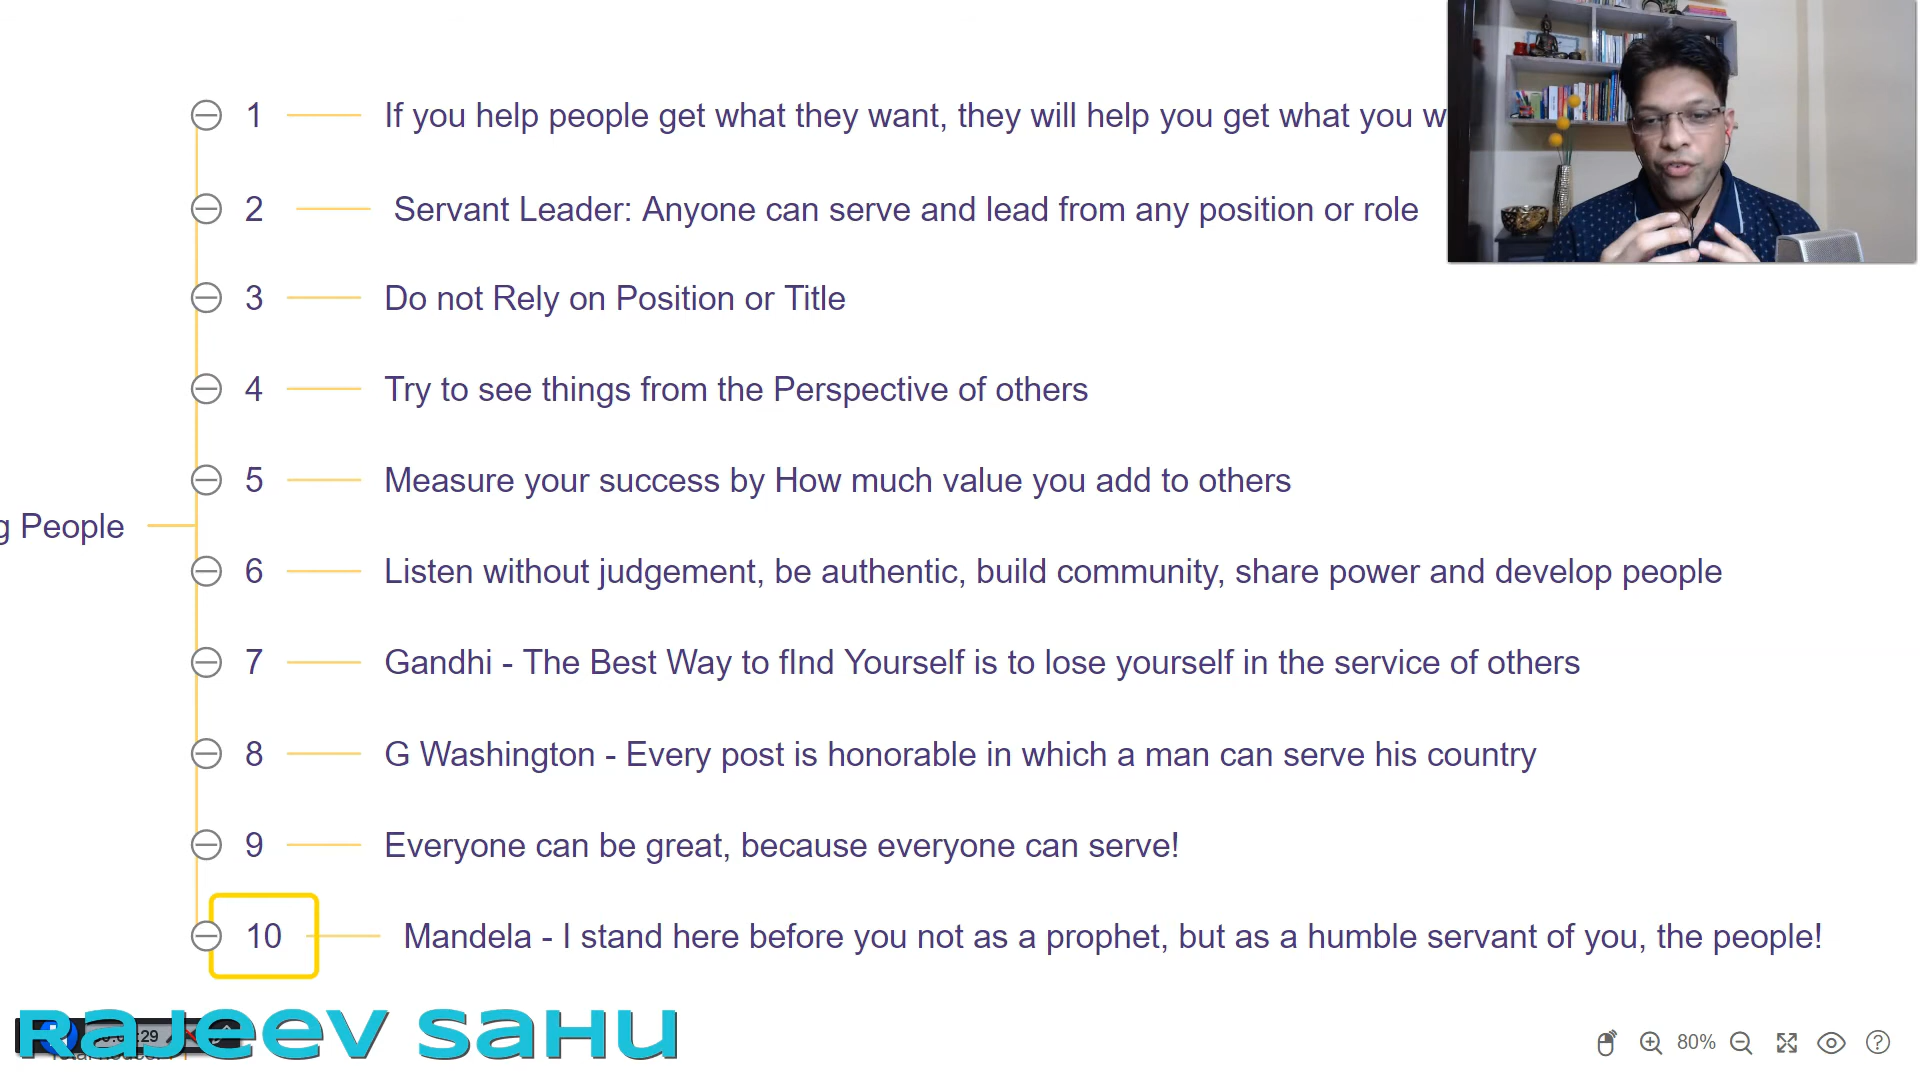 1 If you help people get what they want, they will help you get what you w
2 Servant Leader: Anyone can serve and lead from any position or role
3 Do not Rely on Position or Title
4 Try to see things from the Perspective of others
5 Measure your success by How much value you add to others
g People
6 Listen without judgement, be authentic, build community, share power and develop people
7 Gandhi - The Best Way to fInd Yourself is to lose yourself in the service of others
8 G Washington - Every post is honorable in which a man can serve his country
9 Everyone can be great, because everyone can serve!
10 Mandela - I stand here before you not as a prophet, but as a humble servant of you, the people!
RAJEEV SAHU
80%